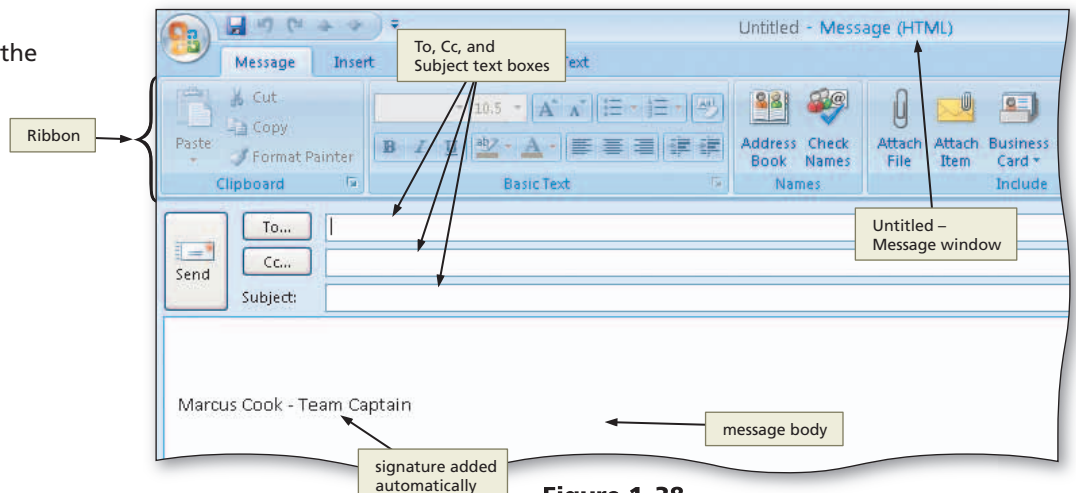 the
Untitled - Message (HTML)
To, Cc, and
Subject text boxes
Message Insert ext
Ribbon
Cut
Copy
Format Painter
Paste
Clipboard
10.5
A A
B I U ab A
Basic Text
Address Book
Check Names
Names
Attach File
Attach Item
Business Card
Include
Untitled –
Message window
Send
To...
Cc...
Subject:
Marcus Cook - Team Captain
message body
signature added
automatically
Figure 1-38